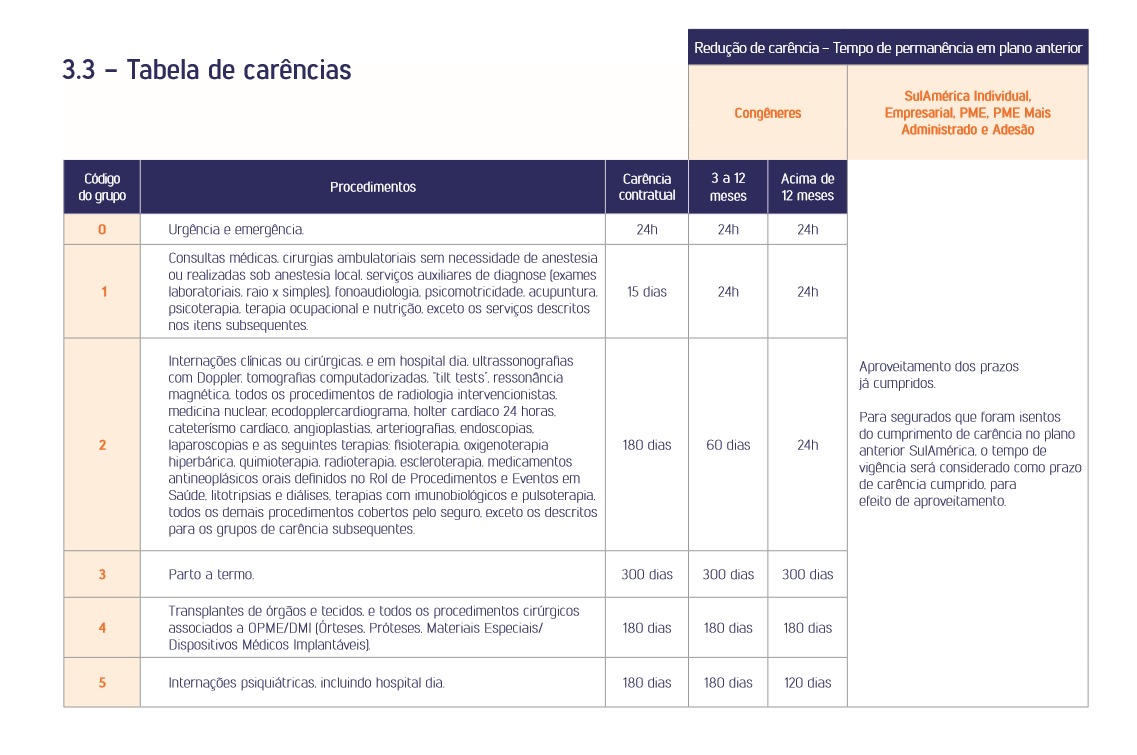 3.3 – Tabela de carências
Redução de carência – Tempo de permanência em plano anterior
Congêneres
SulAmérica Individual,
Empresarial, PME, PME Mais
Administrado e Adesão
Código
do grupo
Procedimentos
Carência
contratual
3 a 12
meses
Acima de
12 meses
0
Urgência e emergência.
24h
24h
24h
1
Consultas médicas, cirurgias ambulatoriais sem necessidade de anestesia
ou realizadas sob anestesia local, serviços auxiliares de diagnose (exames
laboratoriais, raio x simples), fonoaudiologia, psicomotricidade, acupuntura,
psicoterapia, terapia ocupacional e nutrição, exceto os serviços descritos
nos itens subsequentes.
15 dias
24h
24h
2
Internações clínicas ou cirúrgicas, e em hospital dia, ultrassonografias
com Doppler, tomografias computadorizadas, "tilt tests", ressonância
magnética, todos os procedimentos de radiologia intervencionistas,
medicina nuclear, ecodopplercardiograma, holter cardíaco 24 horas,
cateterismo cardíaco, angioplastias, arteriografias, endoscopias,
laparoscopias e as seguintes terapias: fisioterapia, oxigenoterapia
hiperbárica, quimioterapia, radioterapia, escleroterapia, medicamentos
antineoplásicos orais definidos no Rol de Procedimentos e Eventos em
Saúde, litotripsias e diálises, terapias com imunobiológicos e pulsoterapia,
todos os demais procedimentos cobertos pelo seguro, exceto os descritos
para os grupos de carência subsequentes.
180 dias
60 dias
24h
3
Parto a termo.
300 dias
300 dias
300 dias
4
Transplantes de órgãos e tecidos, e todos os procedimentos cirúrgicos
associados a OPME/DMI (Órteses, Próteses, Materiais Especiais/
Dispositivos Médicos Implantáveis).
180 dias
180 dias
180 dias
5
Internações psiquiátricas, incluindo hospital dia.
180 dias
180 dias
120 dias
Aproveitamento dos prazos
já cumpridos.
Para segurados que foram isentos
do cumprimento de carência no plano
anterior SulAmérica, o tempo de
vigência será considerado como prazo
de carência cumprido, para
efeito de aproveitamento.